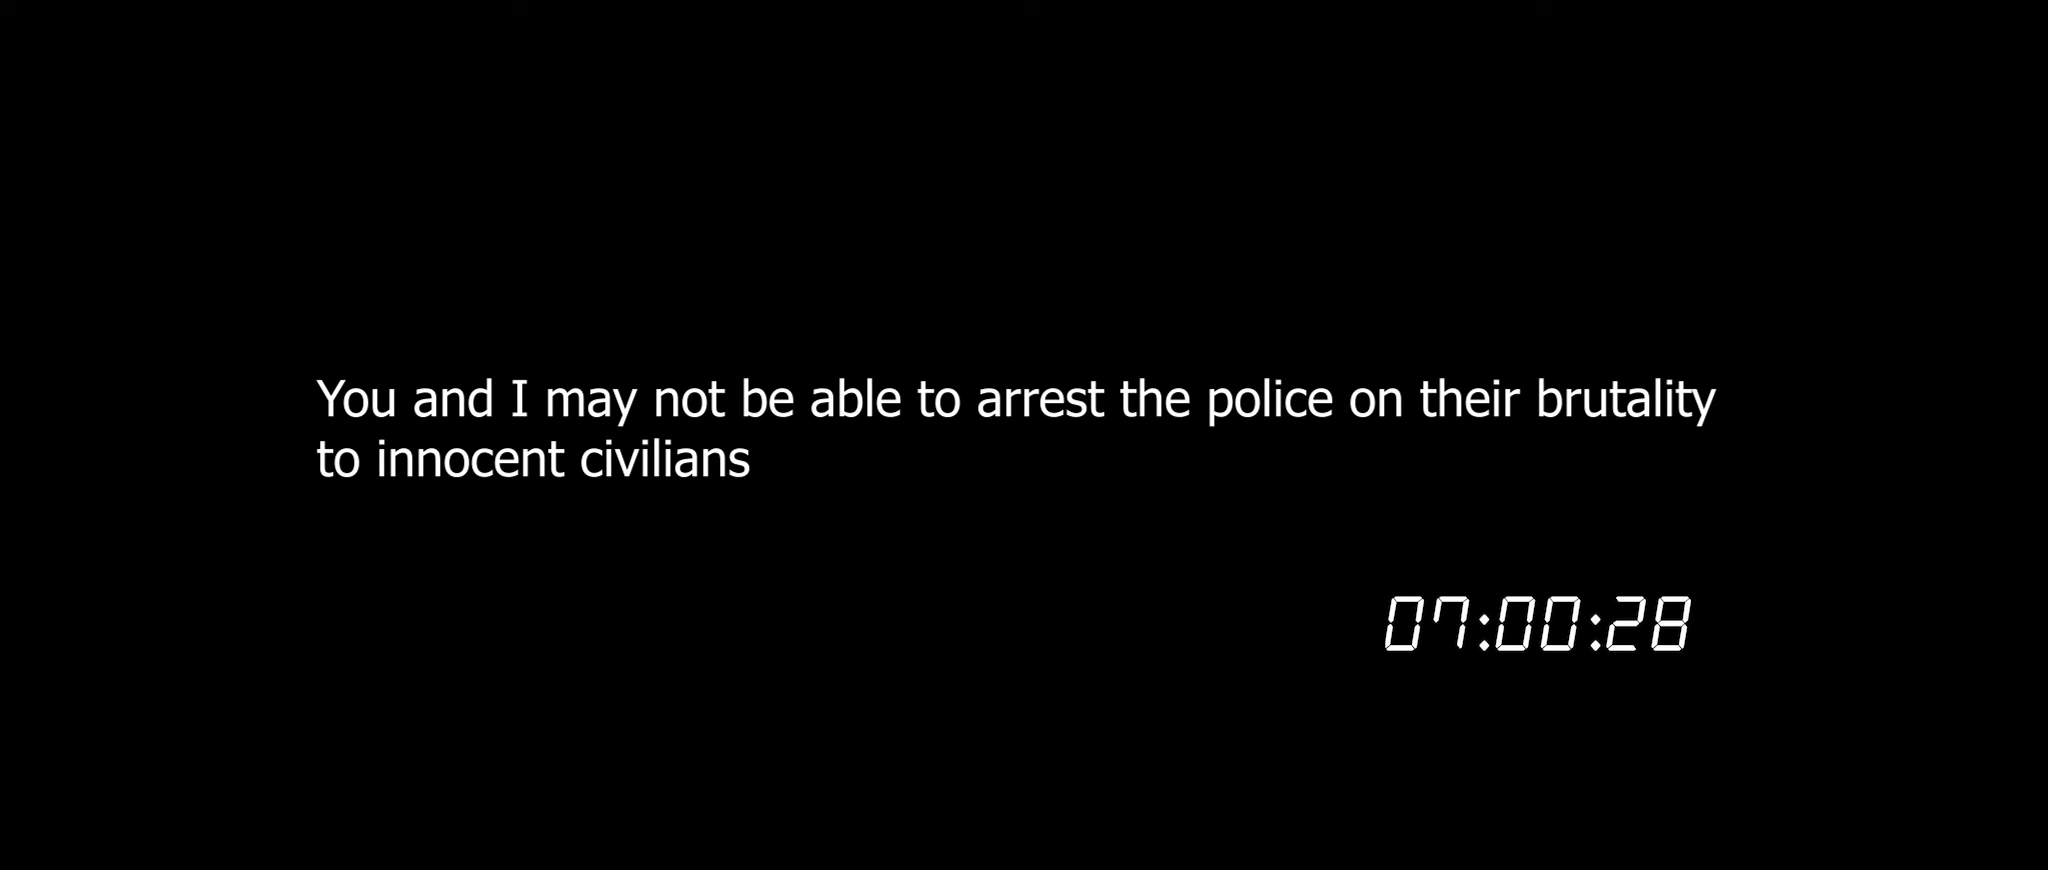 You and I may not be able to arrest the police on their brutality
to innocent civilians
07:00:28